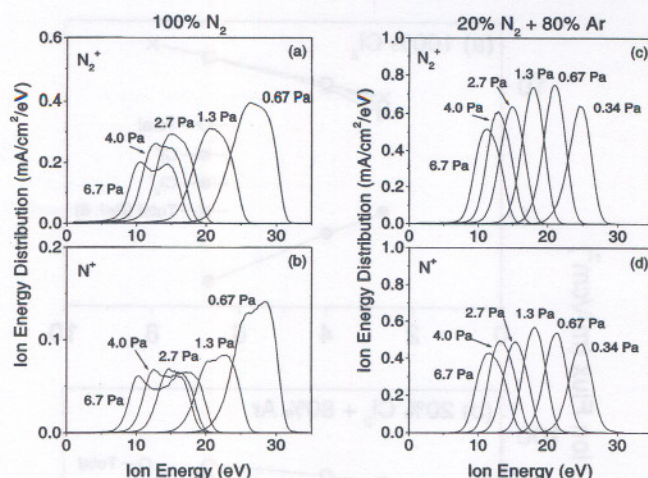 100% N2
20% N2 + 80% Ar
Ion Energy Distribution (mA/cm2/eV)
0.6
0.4
0.2
0.0
N2+
(a)
0.67 Pa
1.3 Pa
2.7 Pa
4.0 Pa
6.7 Pa
0
10
20
30
1.0
0.8
0.6
0.4
0.2
0.0
N2+
(c)
1.3 Pa
0.67 Pa
2.7 Pa
4.0 Pa
0.34 Pa
6.7 Pa
0
10
20
30
Ion Energy Distribution (mA/cm2/eV)
0.2
0.1
0.0
N+
(b)
0.67 Pa
1.3 Pa
2.7 Pa
4.0 Pa
6.7 Pa
0
10
20
30
Ion Energy (eV)
1.0
0.8
0.6
0.4
0.2
0.0
N+
(d)
2.7 Pa
1.3 Pa
0.67 Pa
4.0 Pa
0.34 Pa
6.7 Pa
0
10
20
30
Ion Energy (eV)